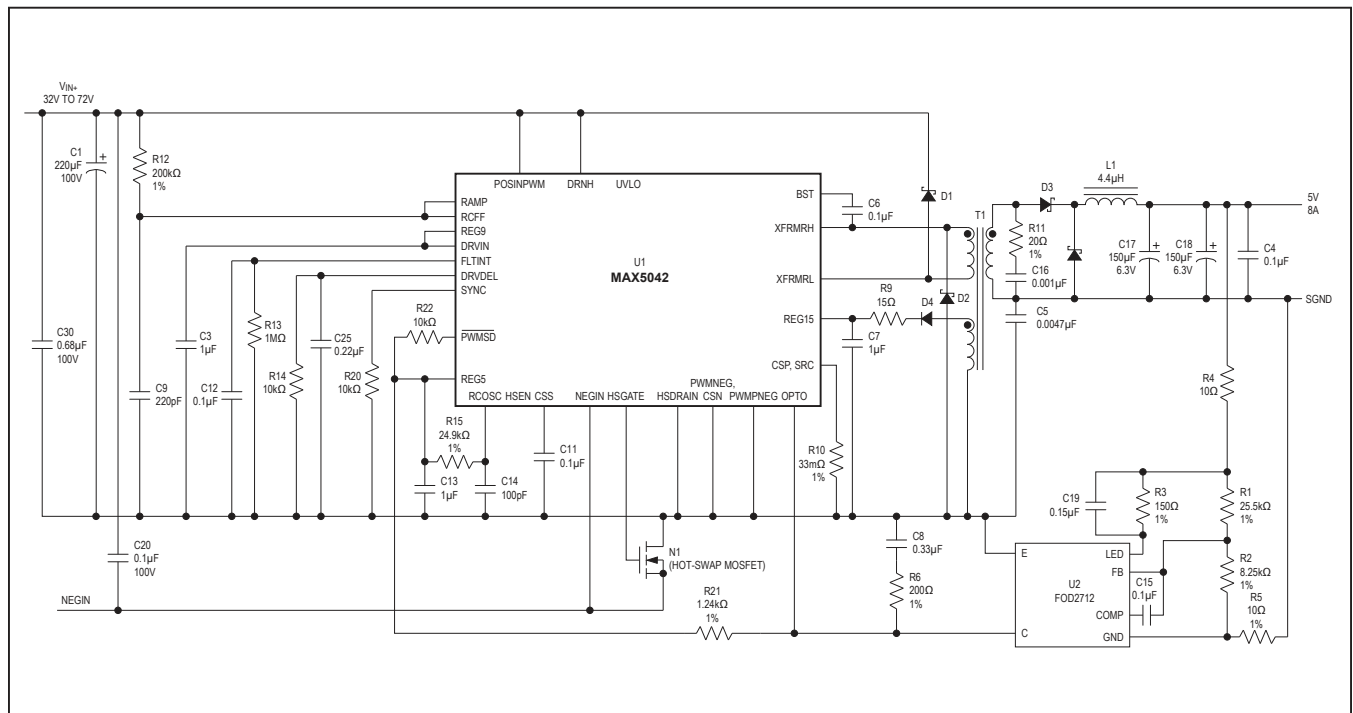 VIN+
32V TO 72V
C1
220µF
100V
R12
200kΩ
1%
POSINPWM
DRNH
UVLO
RAMP
RCFF
REG9
DRVIN
FLTINT
DRVDEL
SYNC
PWMSD
REG5
U1
MAX5042
BST
XFRMRH
XFRMRL
REG15
CSP, SRC
RCOSC
HSEN
CSS
NEGIN
HSGATE
HSDRAIN
PWMNEG,
CSN
PWMPNEG
OPTO
C6
0.1µF
D1
T1
D2
D3
L1
4.4µH
5V
8A
R11
20Ω
1%
C16
0.001µF
C17
150µF
6.3V
C18
150µF
6.3V
C4
0.1µF
SGND
R9
15Ω
D4
C7
1µF
C5
0.0047µF
C30
0.68µF
100V
C9
220pF
C3
1µF
C12
0.1µF
R13
1MΩ
R14
10kΩ
C25
0.22µF
R20
10kΩ
R22
10kΩ
R15
24.9kΩ
1%
C13
1µF
C14
100pF
C11
0.1µF
R10
33mΩ
1%
R4
10Ω
C19
0.15µF
R3
150Ω
1%
R1
25.5kΩ
1%
C20
0.1µF
100V
N1
(HOT-SWAP MOSFET)
C8
0.33µF
R6
200Ω
1%
E
LED
FB
U2
FOD2712
COMP
C
GND
C15
0.1µF
R2
8.25kΩ
1%
R5
10Ω
1%
NEGIN
R21
1.24kΩ
1%